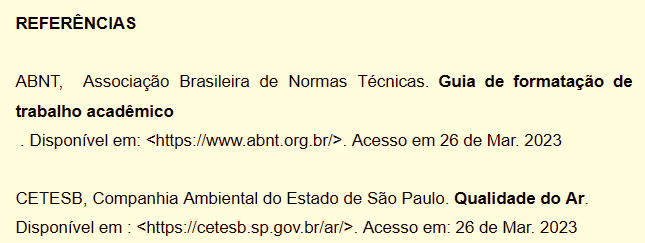 REFERÊNCIAS
ABNT, Associação Brasileira de Normas Técnicas. Guia de formatação de
trabalho acadêmico
. Disponível em: <https://www.abnt.org.br/>. Acesso em 26 de Mar. 2023
CETESB, Companhia Ambiental do Estado de São Paulo. Qualidade do Ar.
Disponível em : <https://cetesb.sp.gov.br/ar/>. Acesso em: 26 de Mar. 2023